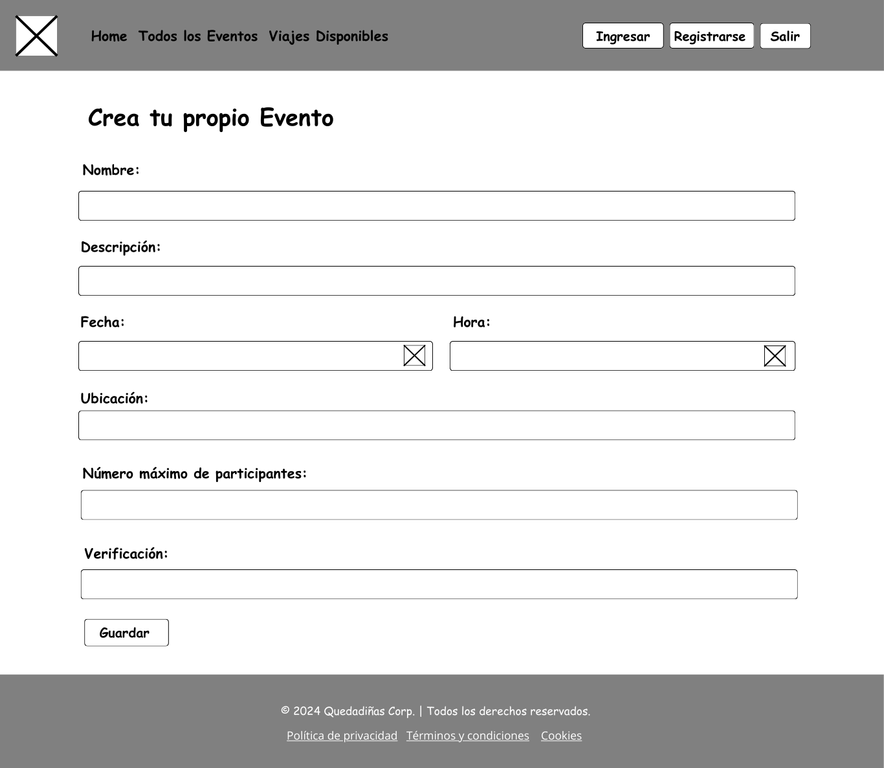 Home Todos los Eventos Viajes Disponibles Ingresar Registrarse Salir
Crea tu propio Evento
Nombre:
Descripción:
Fecha: Hora:
Ubicación:
Número máximo de participantes:
Verificación:
Guardar
© 2024 Quedadiñas Corp. | Todos los derechos reservados.
Política de privacidad Términos y condiciones Cookies